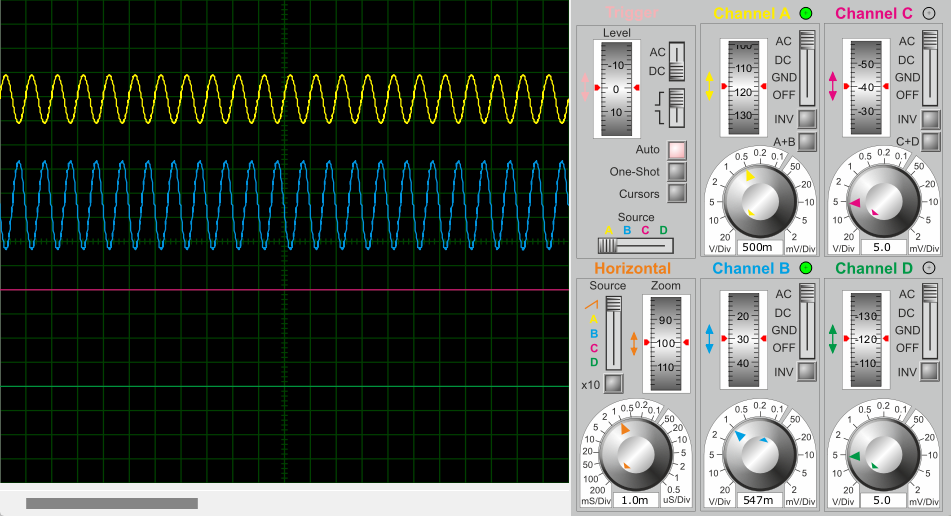 Trigger
Level
-10
0
10
AC
DC
Auto
One-Shot
Cursors
Source
A B C D
Channel A
100
110
120
130
AC
DC
GND
OFF
INV
A+B
0.5 0.2 0.1
1 50
2 20
5 10
10 5
20 2
V/Div 500m mV/Div
Channel C
-50
-40
-30
AC
DC
GND
OFF
INV
C+D
0.5 0.2 0.1
1 50
2 20
5 10
10 5
20 2
V/Div 5.0 mV/Div
Horizontal
Source
A
B
C
D
x10
Zoom
90
100
110
2 1 0.5 0.2 0.1
5 50
10 20
20 10
50 5
100 2
200 1
0.5
mS/Div 1.0m uS/Div
Channel B
20
30
40
AC
DC
GND
OFF
INV
0.5 0.2 0.1
1 50
2 20
5 10
10 5
20 2
V/Div 547m mV/Div
Channel D
-130
-120
-110
AC
DC
GND
OFF
INV
0.5 0.2 0.1
1 50
2 20
5 10
10 5
20 2
V/Div 5.0 mV/Div